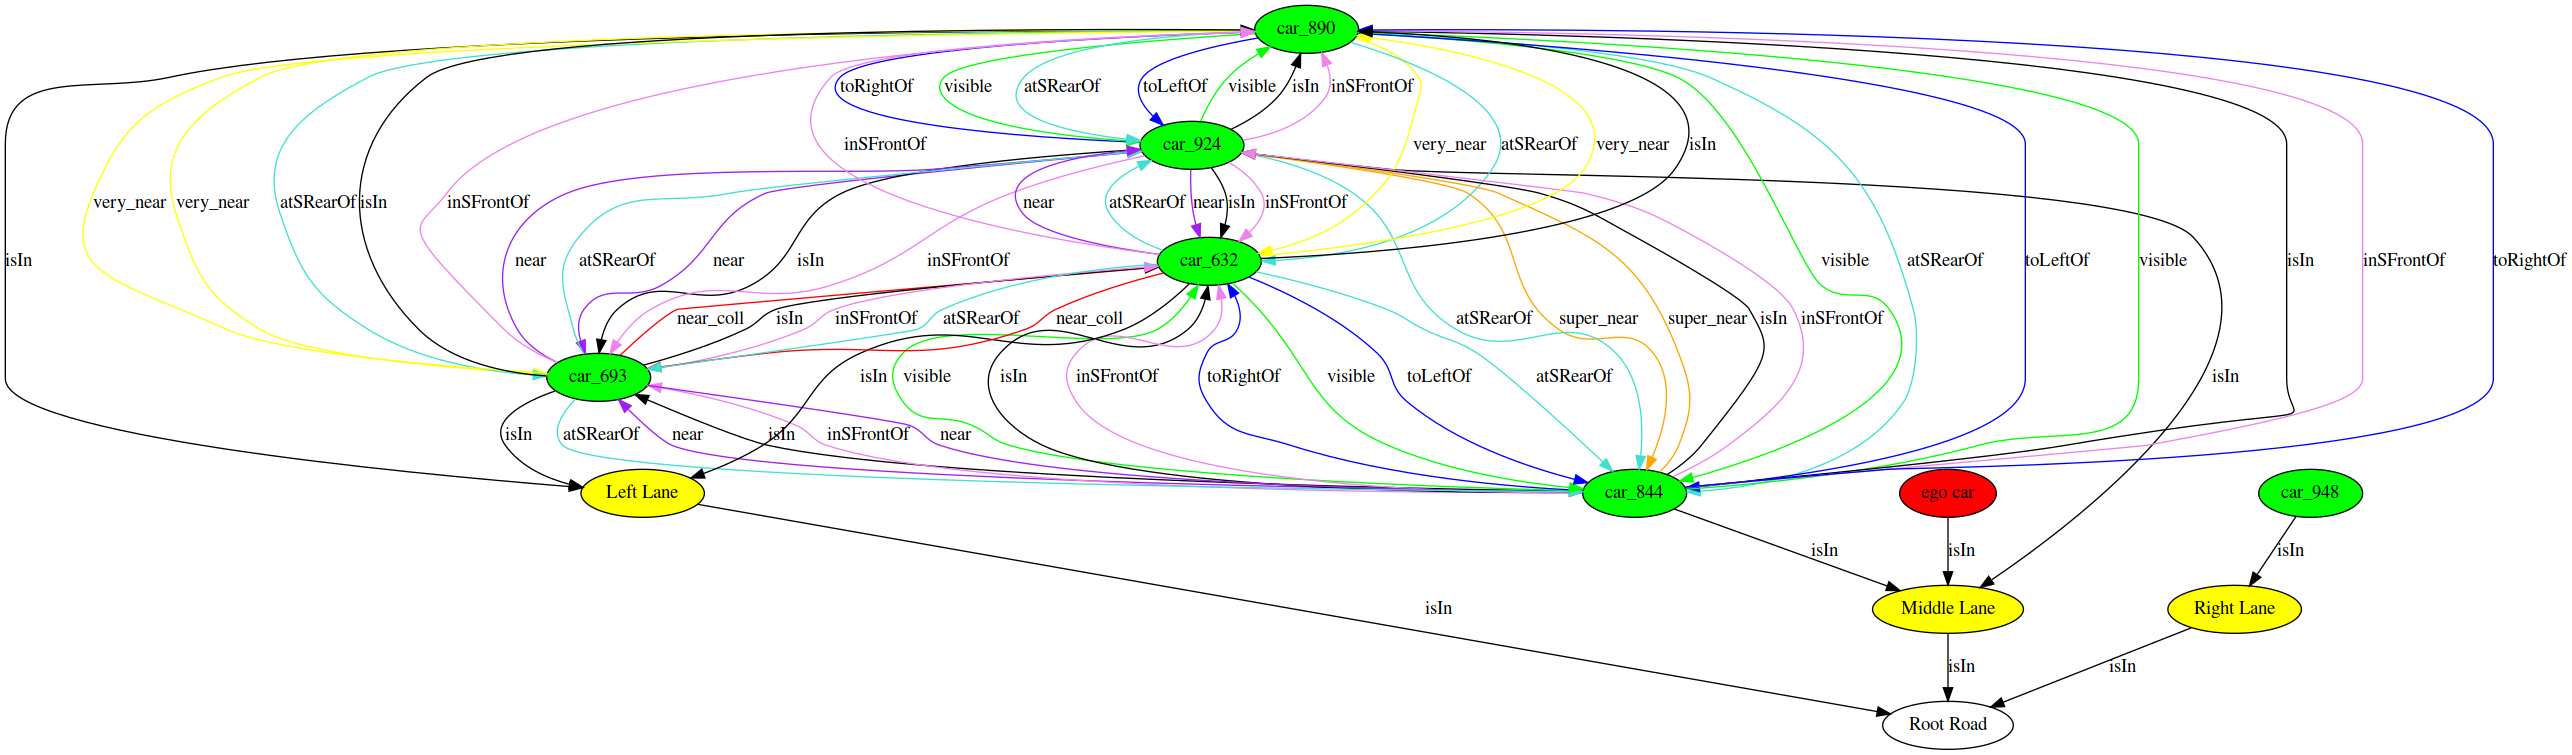 car_890
toRightOf visible atSRearOf toLeftOf visible isIn inSFrontOf
car_924
inSFrontOf very_near atSRearOf very_near isIn
very_near very_near atSRearOf isIn inSFrontOf near atSRearOf near isIn inSFrontOf
car_632
isIn near atSRearOf near isIn inSFrontOf visible atSRearOf toLeftOf visible isIn inSFrontOf toRightOf
near_coll isIn inSFrontOf atSRearOf near_coll atSRearOf super_near super_near isIn inSFrontOf
car_693
isIn visible isIn inSFrontOf toRightOf visible toLeftOf atSRearOf isIn
isIn atSRearOf near isIn inSFrontOf near
Left Lane car_844 ego car car_948
isIn isIn isIn
isIn Middle Lane Right Lane
isIn isIn
Root Road